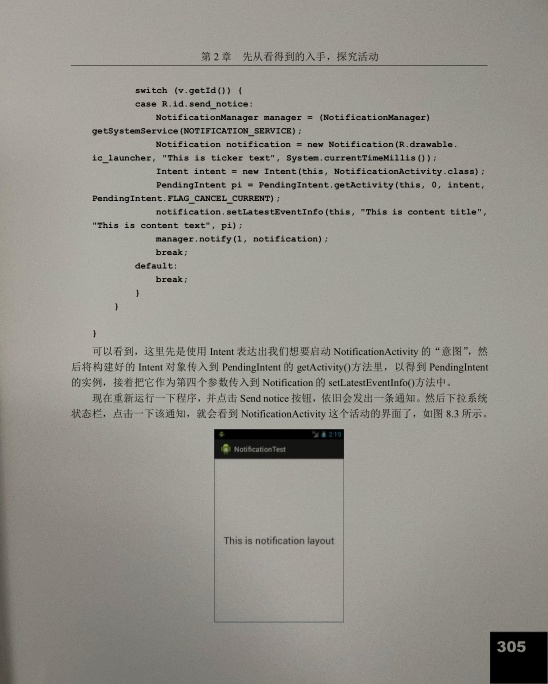 第 2 章 先从看得到的入手，探究活动
switch (v.getId()) {
case R.id.send_notice:
NotificationManager manager = (NotificationManager)
getSystemService(NOTIFICATION_SERVICE);
Notification notification = new Notification(R.drawable.
ic_launcher, "This is ticker text", System.currentTimeMillis());
Intent intent = new Intent(this, NotificationActivity.class);
PendingIntent pi = PendingIntent.getActivity(this, 0, intent,
PendingIntent.FLAG_CANCEL_CURRENT);
notification.setLatestEventInfo(this, "This is content title",
"This is content text", pi);
manager.notify(1, notification);
break;
default:
break;
}
}
}
可以看到，这里先是使用 Intent 表达出我们想要启动 NotificationActivity 的“意图”，然
后将构建好的 Intent 对象传入到 PendingIntent 的 getActivity()方法里，以得到 PendingIntent
的实例，接着把它作为第四个参数传入到 Notification 的 setLatestEventInfo()方法中。
现在重新运行一下程序，并点击 Send notice 按钮，依旧会发出一条通知。然后下拉系统
状态栏，点击一下该通知，就会看到 NotificationActivity 这个活动的界面了，如图 8.3 所示。
2:19
NotificationTest
This is notification layout
305